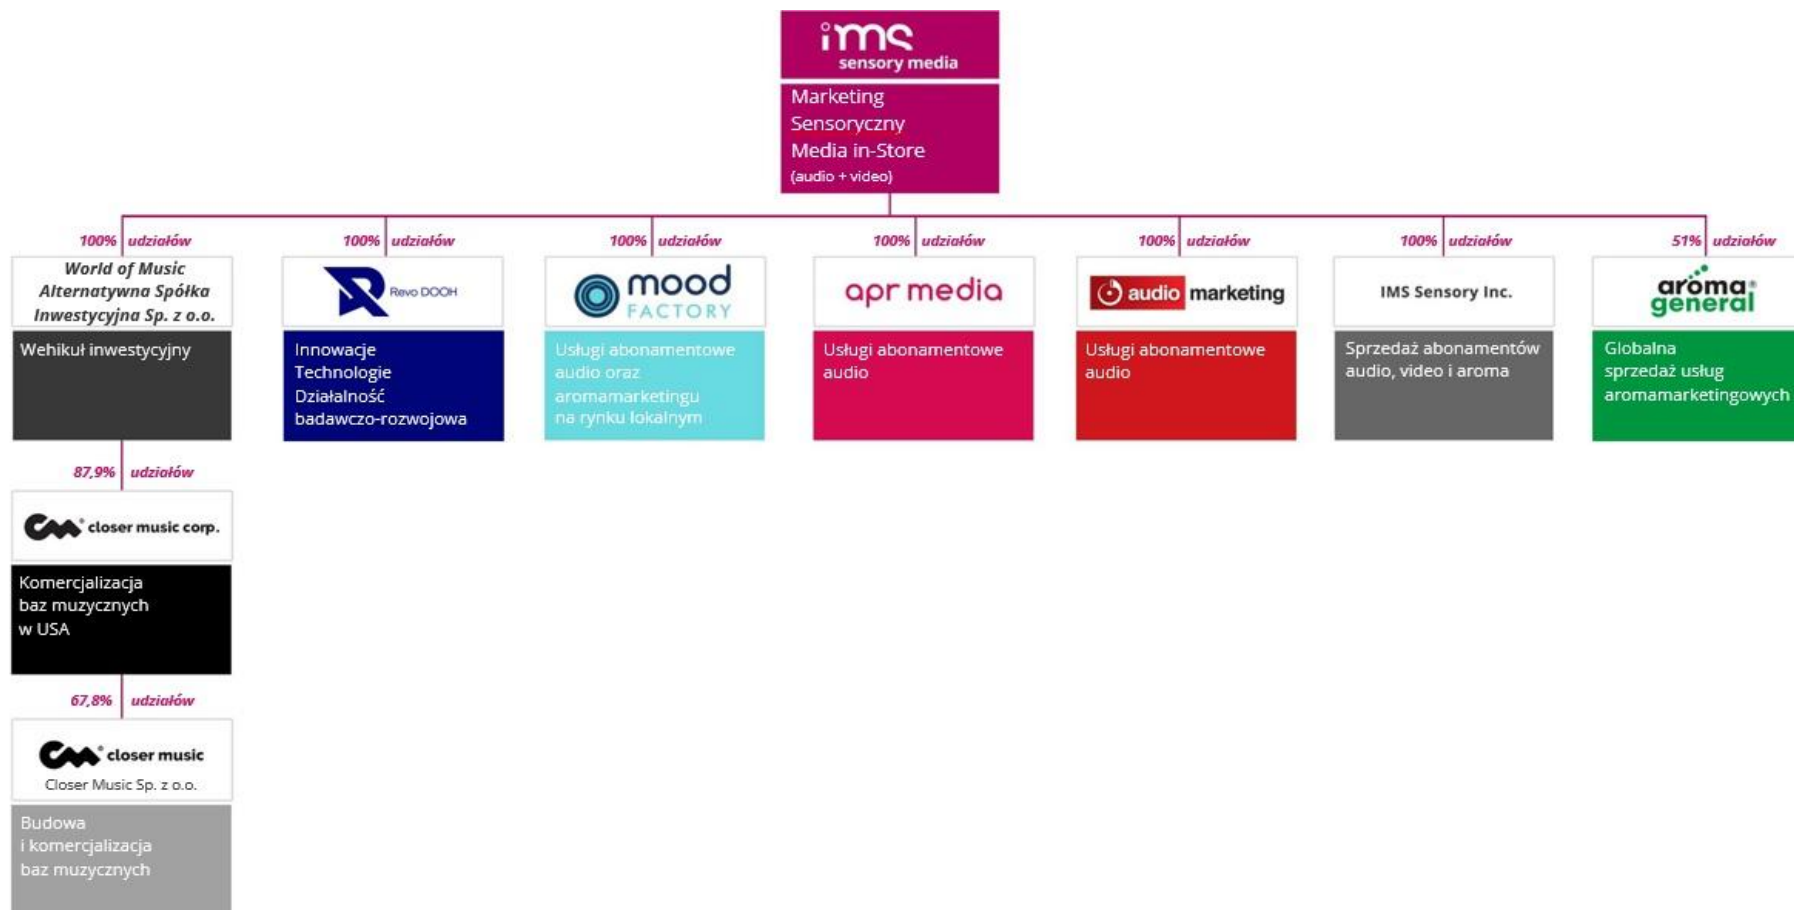 ims
sensory media
Marketing
Sensoryczny
Media in-Store
(audio + video)
100% udziałów
World of Music
Alternatywna Spółka
Inwestycyjna Sp. z o.o.
Wehikuł inwestycyjny
87,9% udziałów
closer music corp.
Komercjalizacja
baz muzycznych
w USA
67,8% udziałów
closer music
Closer Music Sp. z o.o.
Budowa
i komercjalizacja
baz muzycznych
100% udziałów
Revo DOOH
Innowacje
Technologie
Działalność
badawczo-rozwojowa
100% udziałów
mood
FACTORY
Usługi abonamentowe
audio oraz
aromamarketingu
na rynku lokalnym
100% udziałów
apr media
Usługi abonamentowe
audio
100% udziałów
audio marketing
Usługi abonamentowe
audio
100% udziałów
IMS Sensory Inc.
Sprzedaż abonamentów
audio, video i aroma
51% udziałów
aroma
general
Globalna
sprzedaż usług
aromamarketingowych